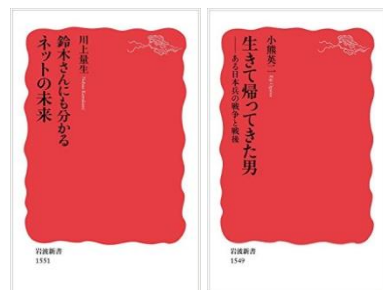 川上量生
鈴木さんにも分かる
ネットの未来
岩波新書
1551
小熊英二
生きて帰ってきた男
──ある日本兵の戦争と戦後
岩波新書
1549